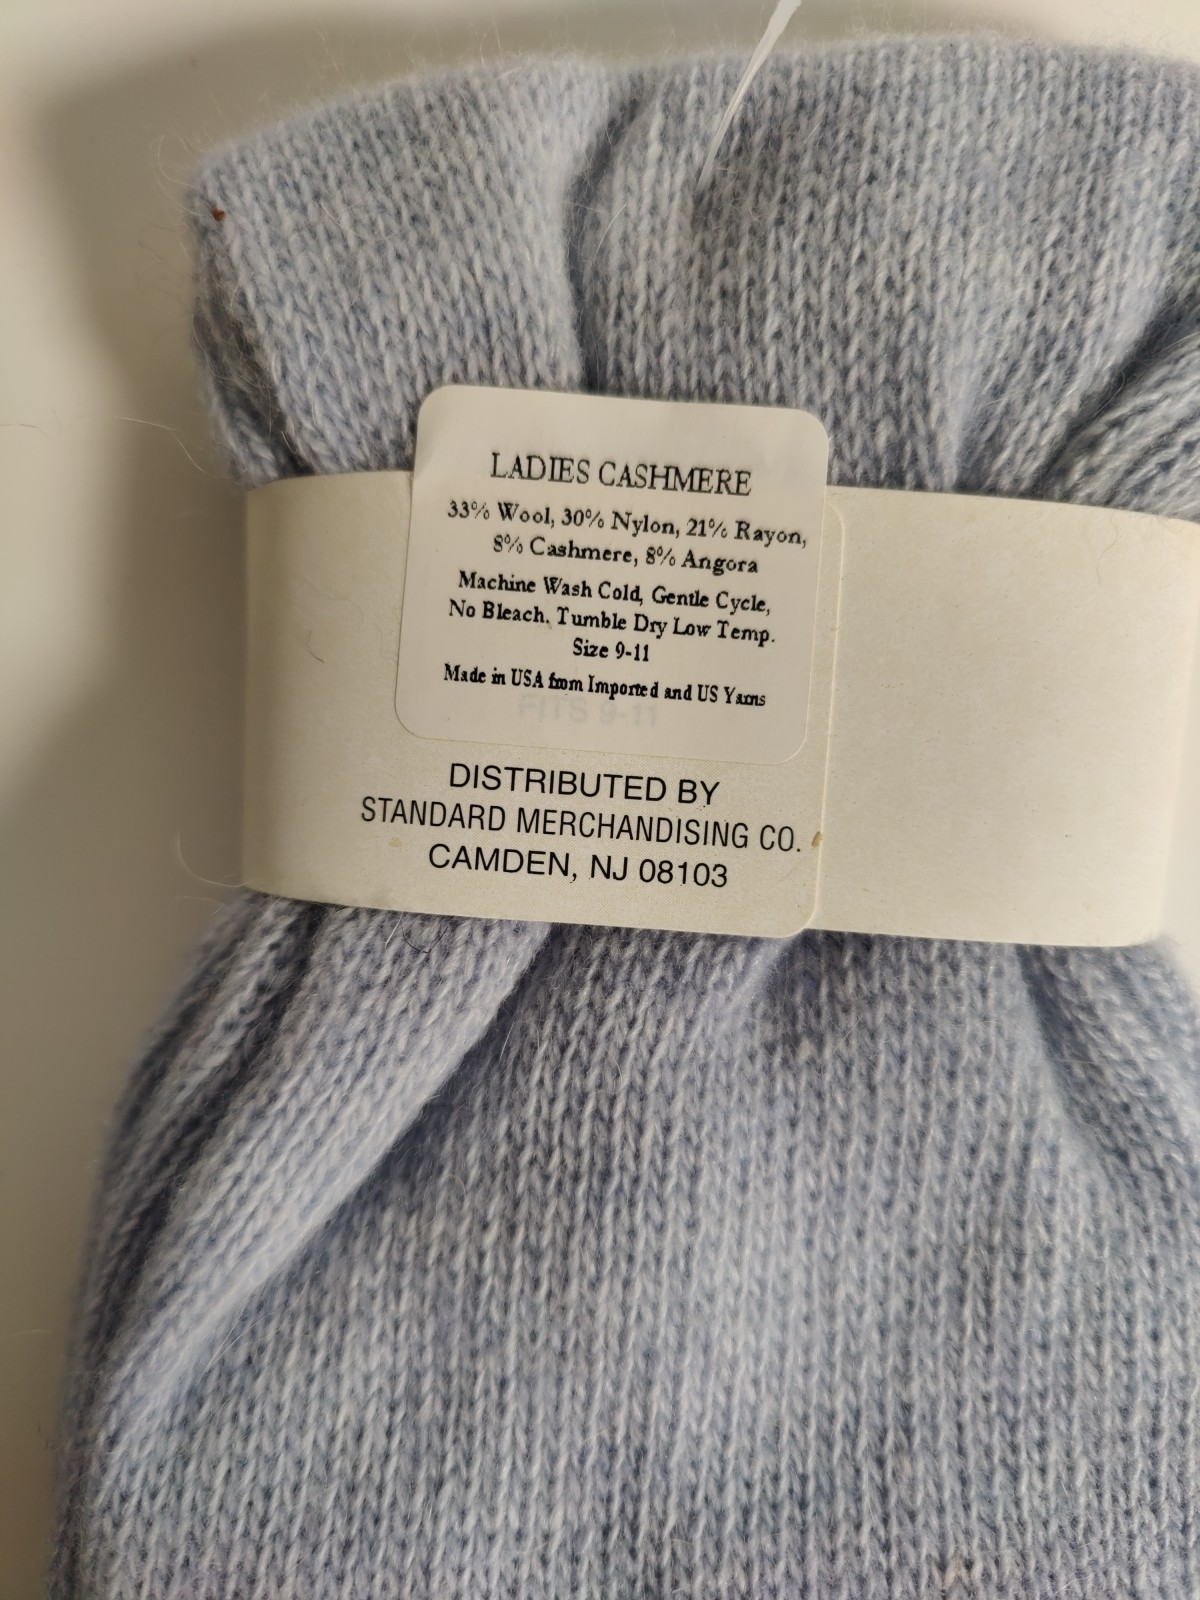 LADIES CASHMERE
33% Wool, 30% Nylon, 21% Rayon,
8% Cashmere, 8% Angora
Machine Wash Cold, Gentle Cycle,
No Bleach. Tumble Dry Low Temp.
Size 9-11
Made in USA from Imported and US Yarns
FITS 9-11
DISTRIBUTED BY
STANDARD MERCHANDISING CO.
CAMDEN, NJ 08103